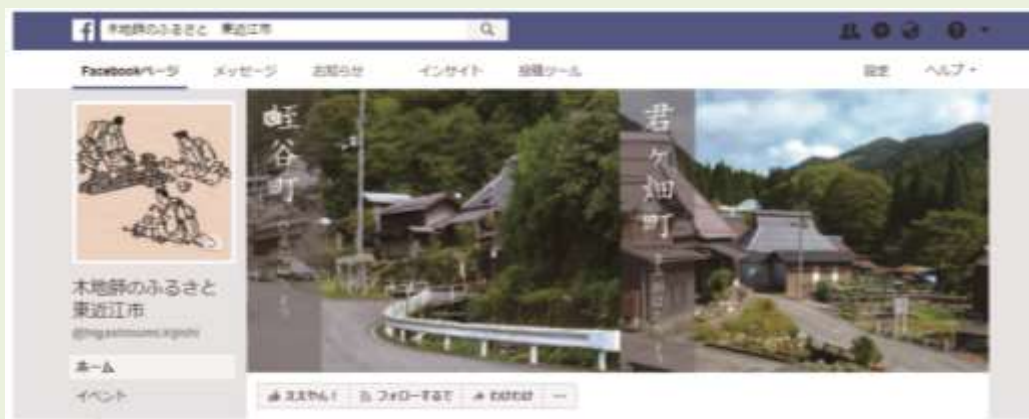 木地師のふるさと 東近江市
Facebookページ メッセージ お知らせ インサイト 投稿ツール 設定 ヘルプ
蛭谷町
君ヶ畑町
木地師のふるさと
東近江市
ホーム
イベント
ええやん! フォローするで わけわけ